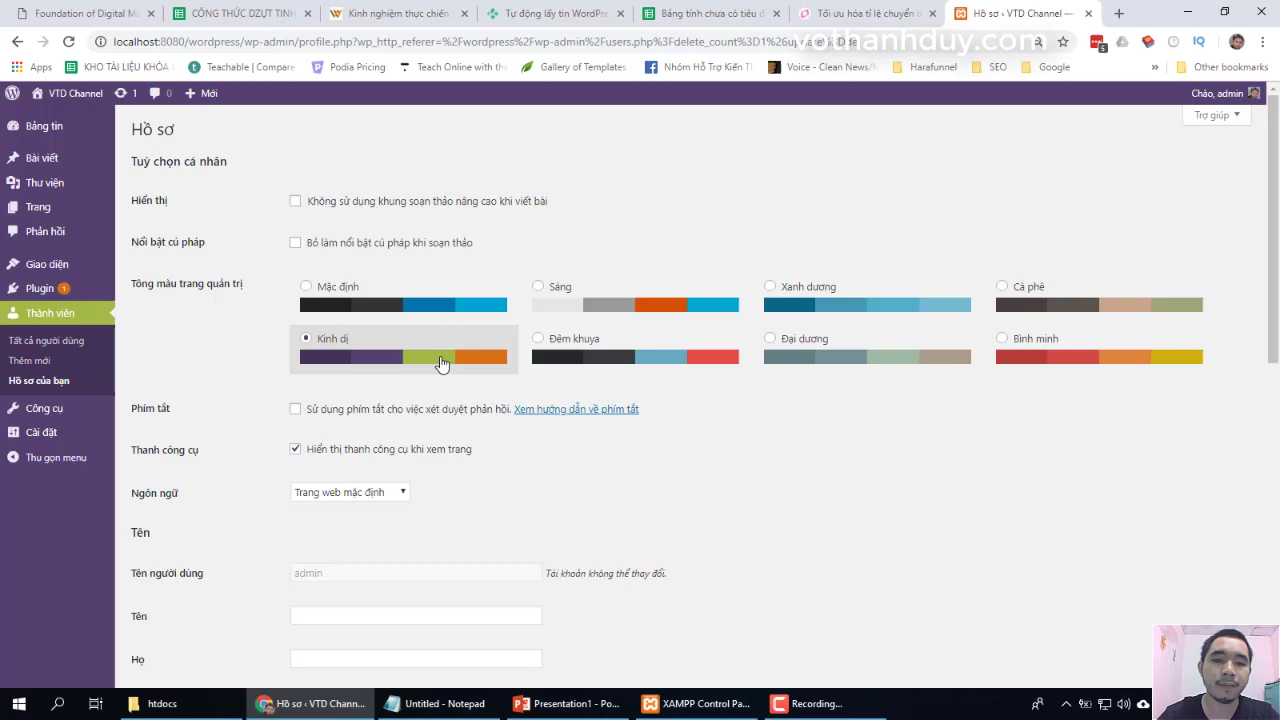 Foundation of Digital Ma
CÔNG THỨC DZỤT TINH
Kinh nghiệm thực chiến
Tự động lấy tin WordPre
Bảng tính chưa có tiêu đ
Tối ưu hóa tỉ lệ chuyển d
Hồ sơ ‹ VTD Channel —
localhost:8080/wordpress/wp-admin/profile.php?wp_http_referer=%2Fwordpress%2Fwp-admin%2Fusers.php%3Fdelete_count%3D1%26up
vothanhduy.com
5
Apps
KHO TÀI LIỆU KHÓA
Teachable | Compare
Podia Pricing
Teach Online with the
Gallery of Templates
Nhóm Hỗ Trợ Kiến T
Voice - Clean News/M
Harafunnel
SEO
Google
»
Other bookmarks
VTD Channel
1
0
Mới
Chào, admin
Bảng tin
Bài viết
Thư viện
Trang
Phản hồi
Giao diện
Plugin 1
Thành viên
Tất cả người dùng
Thêm mới
Hồ sơ của bạn
Công cụ
Cài đặt
Thu gọn menu
Trợ giúp
Hồ sơ
Tuỳ chọn cá nhân
Hiển thị
Không sử dụng khung soạn thảo nâng cao khi viết bài
Nổi bật cú pháp
Bỏ làm nổi bật cú pháp khi soạn thảo
Tông màu trang quản trị
Mặc định
Sáng
Xanh dương
Cà phê
Kinh dị
Đêm khuya
Đại dương
Bình minh
Phím tắt
Sử dụng phím tắt cho việc xét duyệt phản hồi. Xem hướng dẫn về phím tắt
Thanh công cụ
Hiển thị thanh công cụ khi xem trang
Ngôn ngữ
Trang web mặc định
Tên
Tên người dùng
admin
Tài khoản không thể thay đổi.
Tên
Họ
htdocs
Hồ sơ ‹ VTD Chann...
Untitled - Notepad
Presentation1 - Po...
XAMPP Control Pa...
Recording...